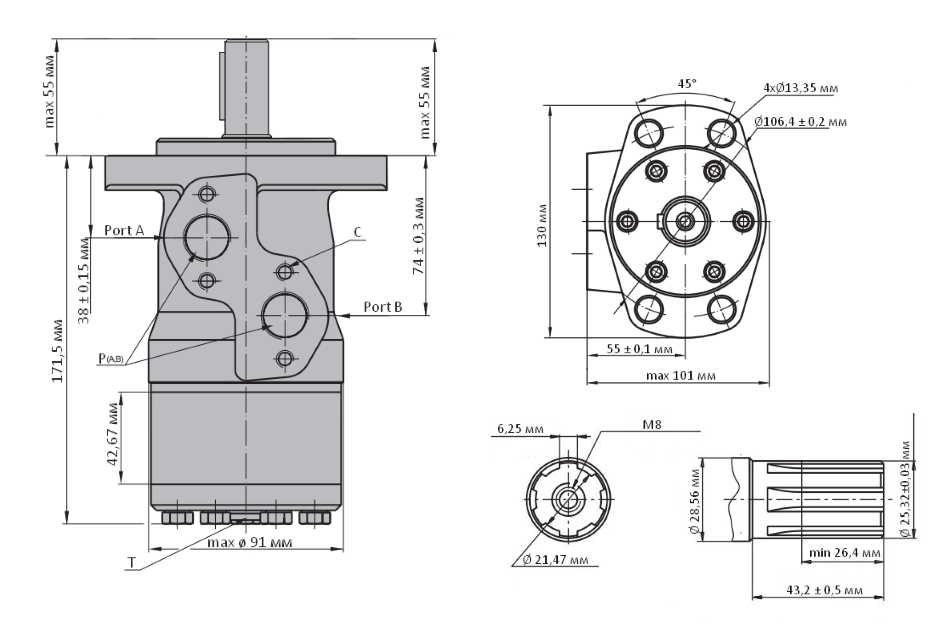 max 55 мм
max 55 мм
Port A
38 ± 0,15 мм
171,5 мм
C
74 ± 0,3 мм
Port B
P(A,B)
42,67 мм
T
max ø 91 мм
45°
4xØ13,35 мм
Ø106,4 ± 0,2 мм
130 мм
55 ± 0,1 мм
max 101 мм
6,25 мм
M8
Ø 21,47 мм
Ø 28,56 мм
Ø 25,32±0,03 мм
min 26,4 мм
43,2 ± 0,5 мм